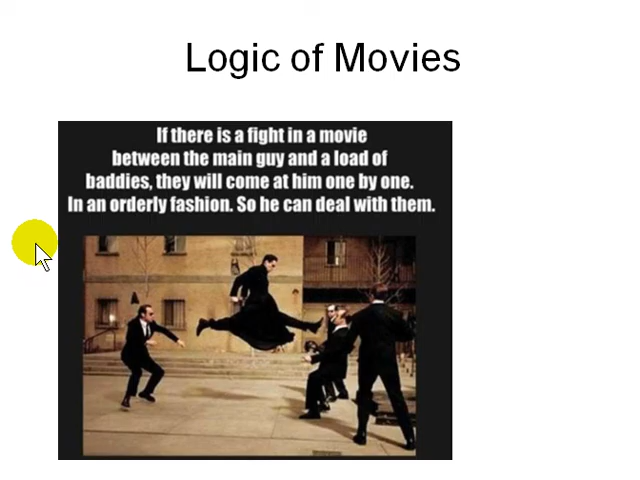 Logic of Movies
If there is a fight in a movie
between the main guy and a load of
baddies, they will come at him one by one.
In an orderly fashion. So he can deal with them.